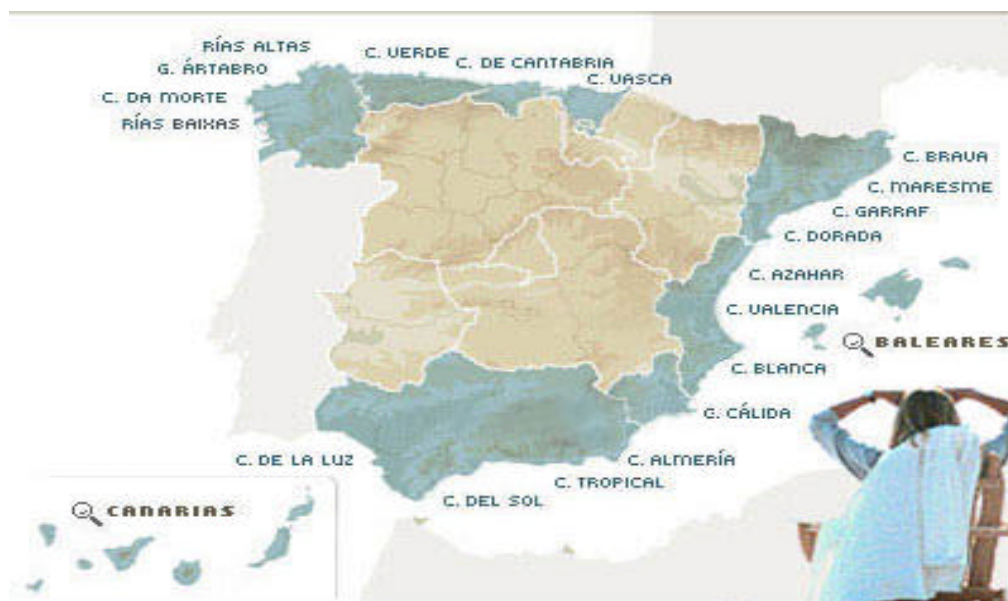 RÍAS ALTAS
G. ÁRTABRO
C. DA MORTE
RÍAS BAIXAS
C. VERDE
C. DE CANTABRIA
C. VASCA
C. BRAVA
C. MARESME
C. GARRAF
C. DORADA
C. AZAHAR
C. VALENCIA
BALEARES
C. BLANCA
C. CÁLIDA
C. ALMERÍA
C. TROPICAL
C. DEL SOL
C. DE LA LUZ
CANARIAS